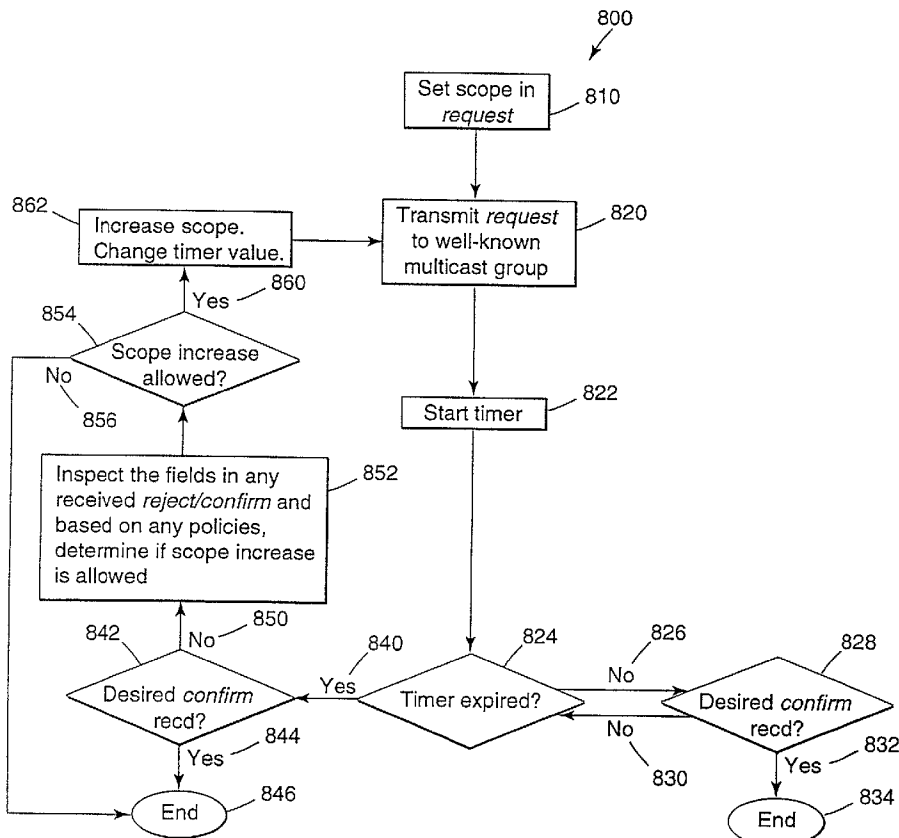 800
Set scope in
request
810
862
Increase scope.
Change timer value.
Transmit request
to well-known
multicast group
820
Yes
860
854
Scope increase
allowed?
No
856
Start timer
822
Inspect the fields in any
received reject/confirm and
based on any policies,
determine if scope increase
is allowed
852
842
No
850
Desired confirm
recd?
840
Yes
824
Timer expired?
826
No
828
Desired confirm
recd?
No
830
Yes
844
Yes
832
End
846
End
834